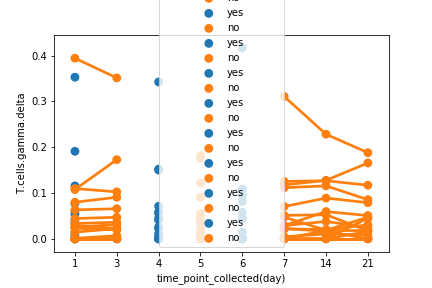 no
yes
no
yes
no
yes
no
yes
no
yes
no
yes
no
yes
no
yes
no
0.4
0.3
0.2
0.1
0.0
T.cells.gamma.delta
1 3 4 5 6 7 14 21
time_point_collected(day)